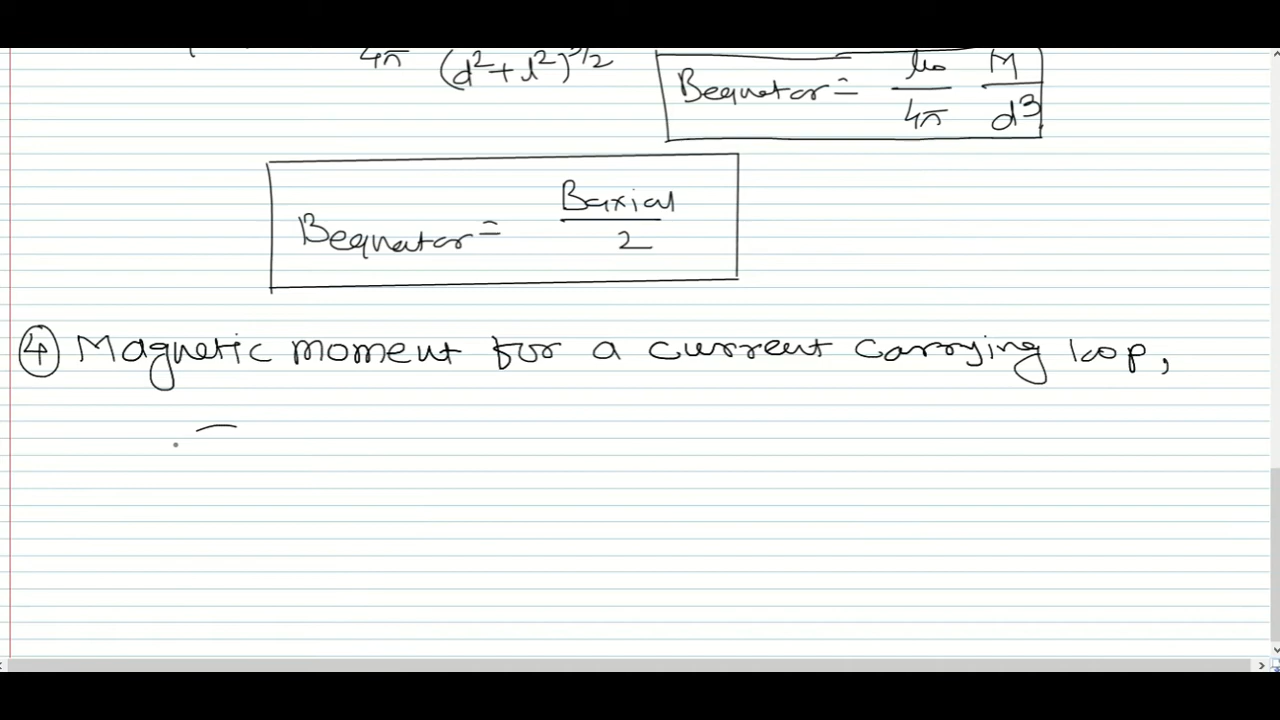 4π (d²+l²)^3/2
Bequator = μ₀/4π M/d³
Bequator = Baxial/2
④ Magnetic moment for a current carrying loop,